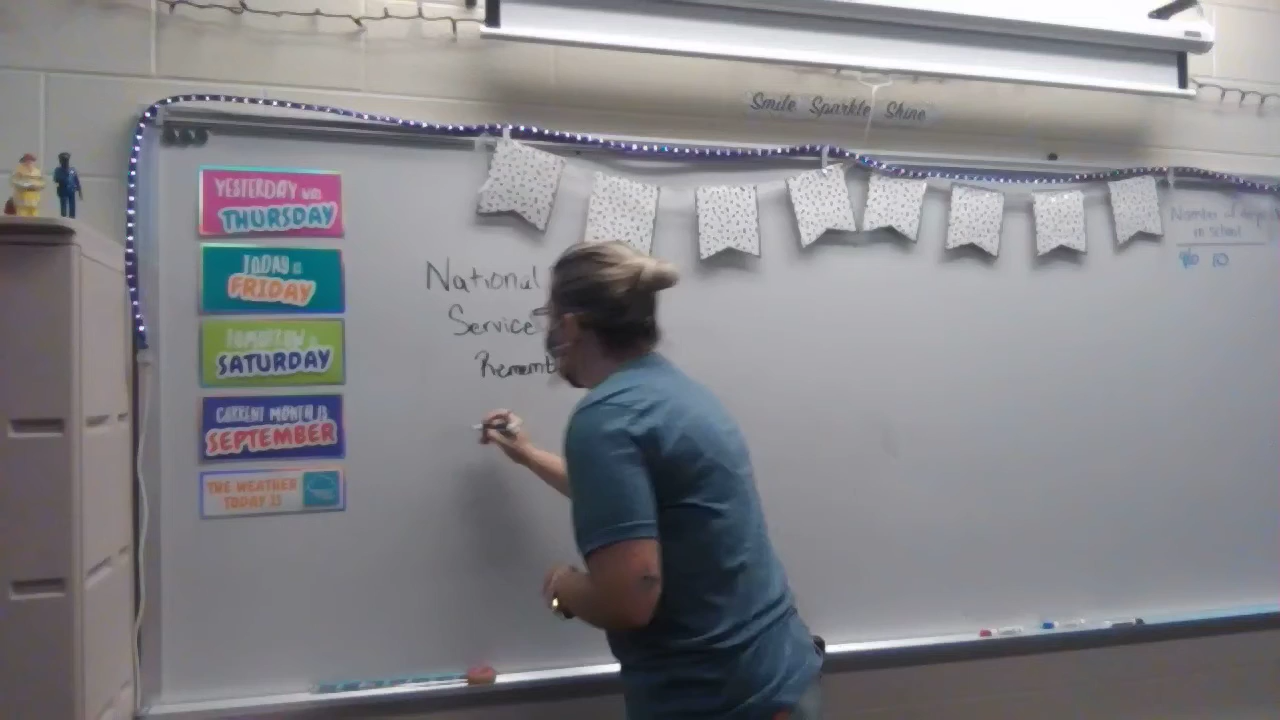 Smile Sparkle Shine
YESTERDAY WAS
THURSDAY
TODAY IS
FRIDAY
TOMORROW IS
SATURDAY
CURRENT MONTH IS
SEPTEMBER
THE WEATHER
TODAY IS
National
Service
Rememb
Number of days
in school
10